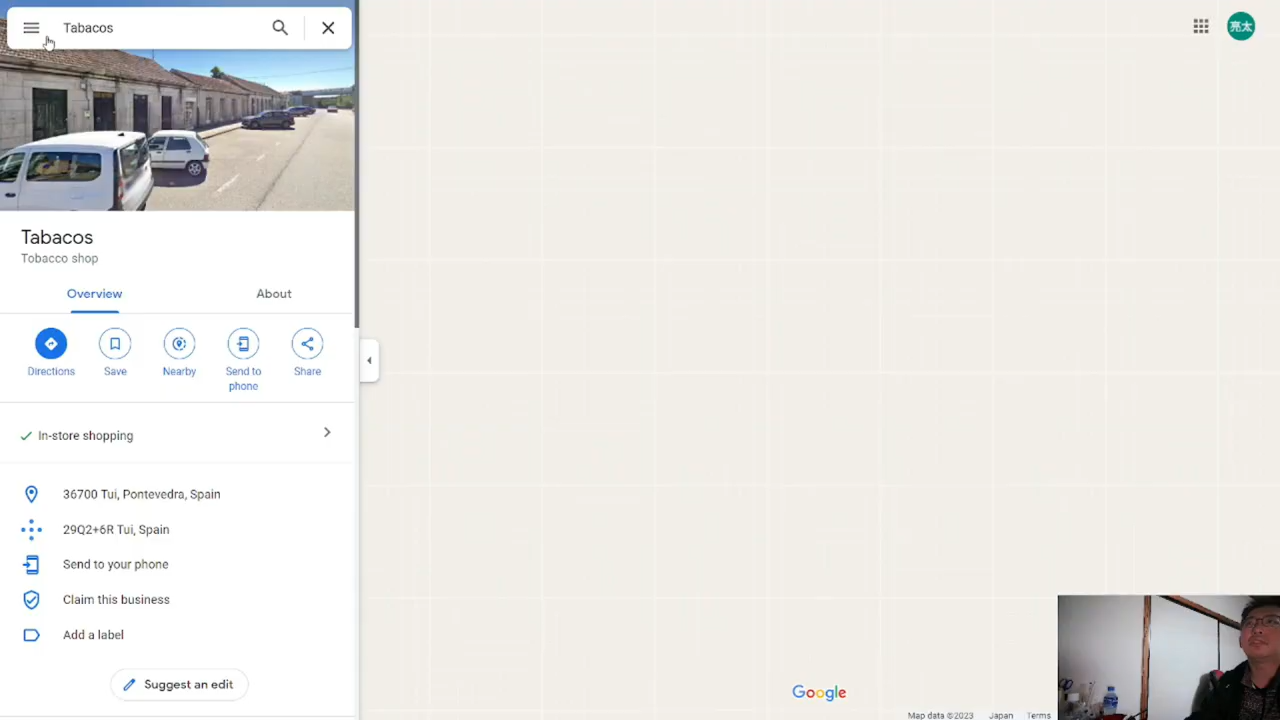 Tabacos
亮太
Tabacos
Tobacco shop
Overview
About
Directions
Save
Nearby
Send to
phone
Share
In-store shopping
36700 Tui, Pontevedra, Spain
29Q2+6R Tui, Spain
Send to your phone
Claim this business
Add a label
Suggest an edit
Google
Map data ©2023 Japan Terms